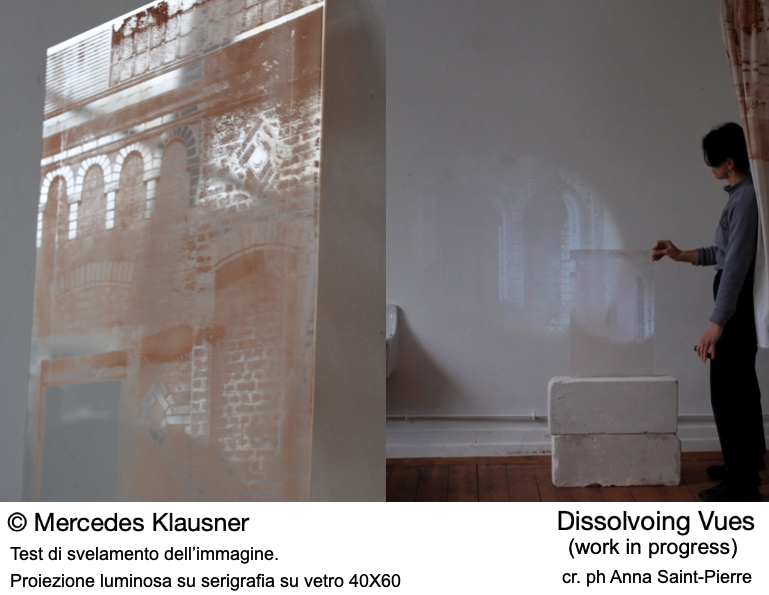 © Mercedes Klausner
Test di svelamento dell'immagine.
Proiezione luminosa su serigrafia su vetro 40X60
Dissolvoing Vues
(work in progress)
cr. ph Anna Saint-Pierre